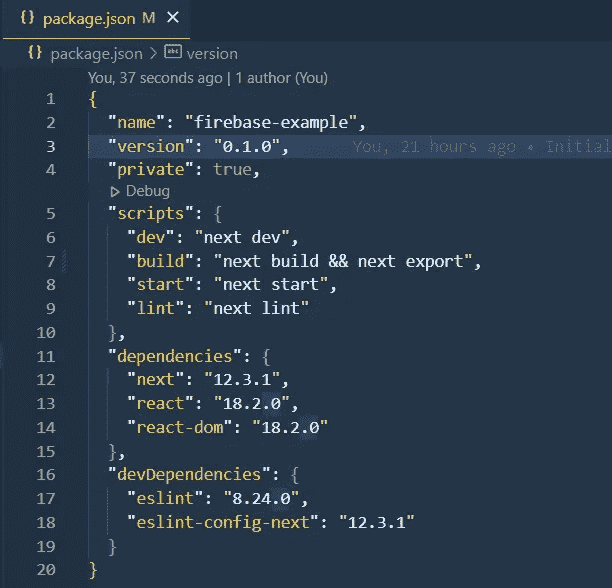 {} package.json M ×
{} package.json > abc version
You, 37 seconds ago | 1 author (You)
1 {
2 "name": "firebase-example",
3 "version": "0.1.0", You, 21 hours ago • Initial
4 "private": true,
Debug
5 "scripts": {
6 "dev": "next dev",
7 "build": "next build && next export",
8 "start": "next start",
9 "lint": "next lint"
10 },
11 "dependencies": {
12 "next": "12.3.1",
13 "react": "18.2.0",
14 "react-dom": "18.2.0"
15 },
16 "devDependencies": {
17 "eslint": "8.24.0",
18 "eslint-config-next": "12.3.1"
19 }
20 }